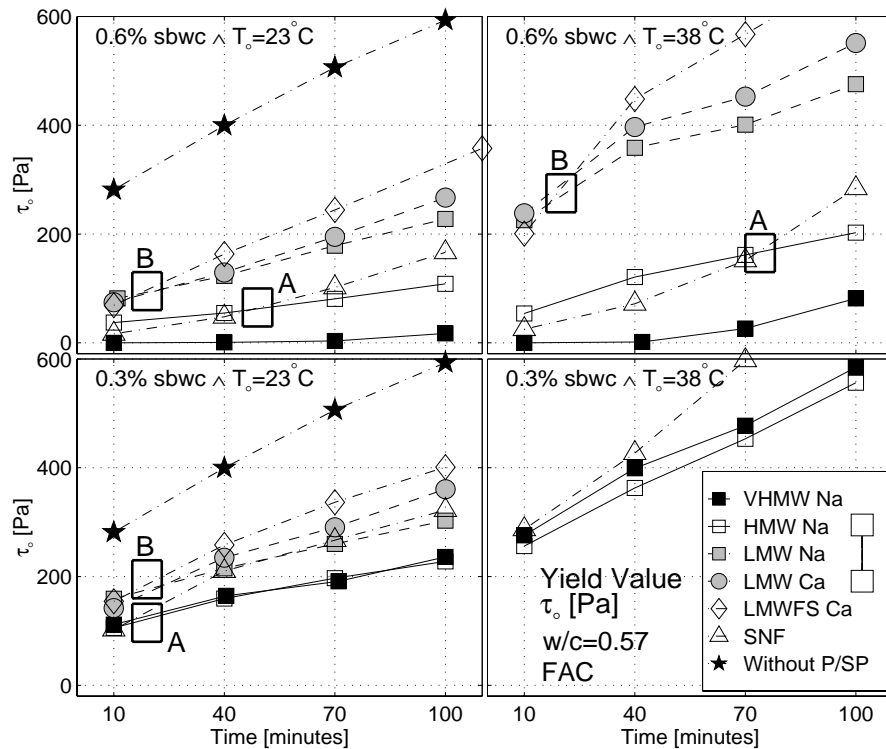 600
400
200
0
τ₀ [Pa]
0.6% sbwc ∧ T₀=23°C
B
A
0.6% sbwc ∧ T₀=38°C
B
A
600
400
200
0
τ₀ [Pa]
0.3% sbwc ∧ T₀=23°C
B
A
10 40 70 100
Time [minutes]
0.3% sbwc ∧ T₀=38°C
Yield Value
τ₀ [Pa]
w/c=0.57
FAC
VHMW Na
HMW Na
LMW Na
LMW Ca
LMWFS Ca
SNF
Without P/SP
10 40 70 100
Time [minutes]